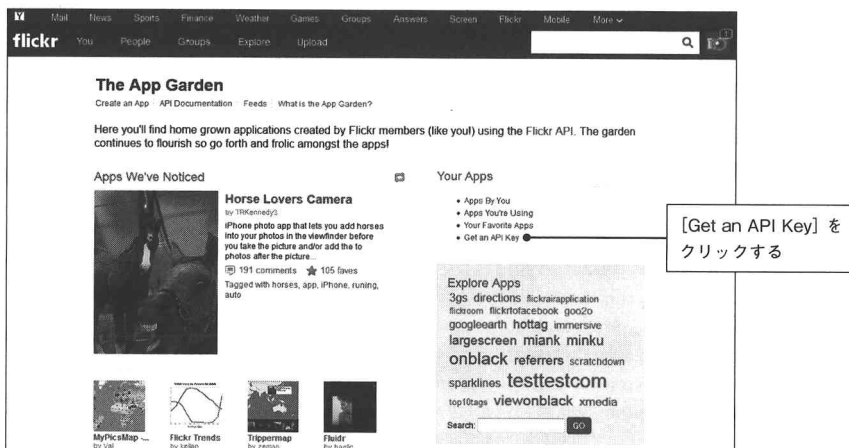 Y Mail News Sports Finance Weather Games Groups Answers Screen Flickr Mobile More
flickr You People Groups Explore Upload
The App Garden
Create an App API Documentation Feeds What is the App Garden?
Here you'll find home grown applications created by Flickr members (like you!) using the Flickr API. The garden
continues to flourish so go forth and frolic amongst the apps!
Apps We've Noticed
Horse Lovers Camera
by TRKennedy3
iPhone photo app that lets you add horses
into your photos in the viewfinder before
you take the picture and/or add the to
photos after the picture...
191 comments 105 faves
Tagged with horses, app, iPhone, runing,
auto
MyPicsMap -...
by Val
Flickr Trends
by kellan
Trippermap
by zeman
Fluidr
Your Apps
• Apps By You
• Apps You're Using
• Your Favorite Apps
• Get an API Key
[Get an API Key] を
クリックする
Explore Apps
3gs directions flickrairapplication
flickroom flickrtofacebook goo2o
googleearth hottag immersive
largescreen miank minku
onblack referrers scratchdown
sparklines testtestcom
top10tags viewonblack xmedia
Search: GO